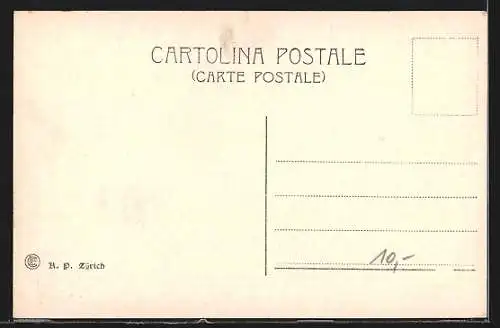 CARTOLINA POSTALE
(CARTE POSTALE)
10,-
H. P. Zürich